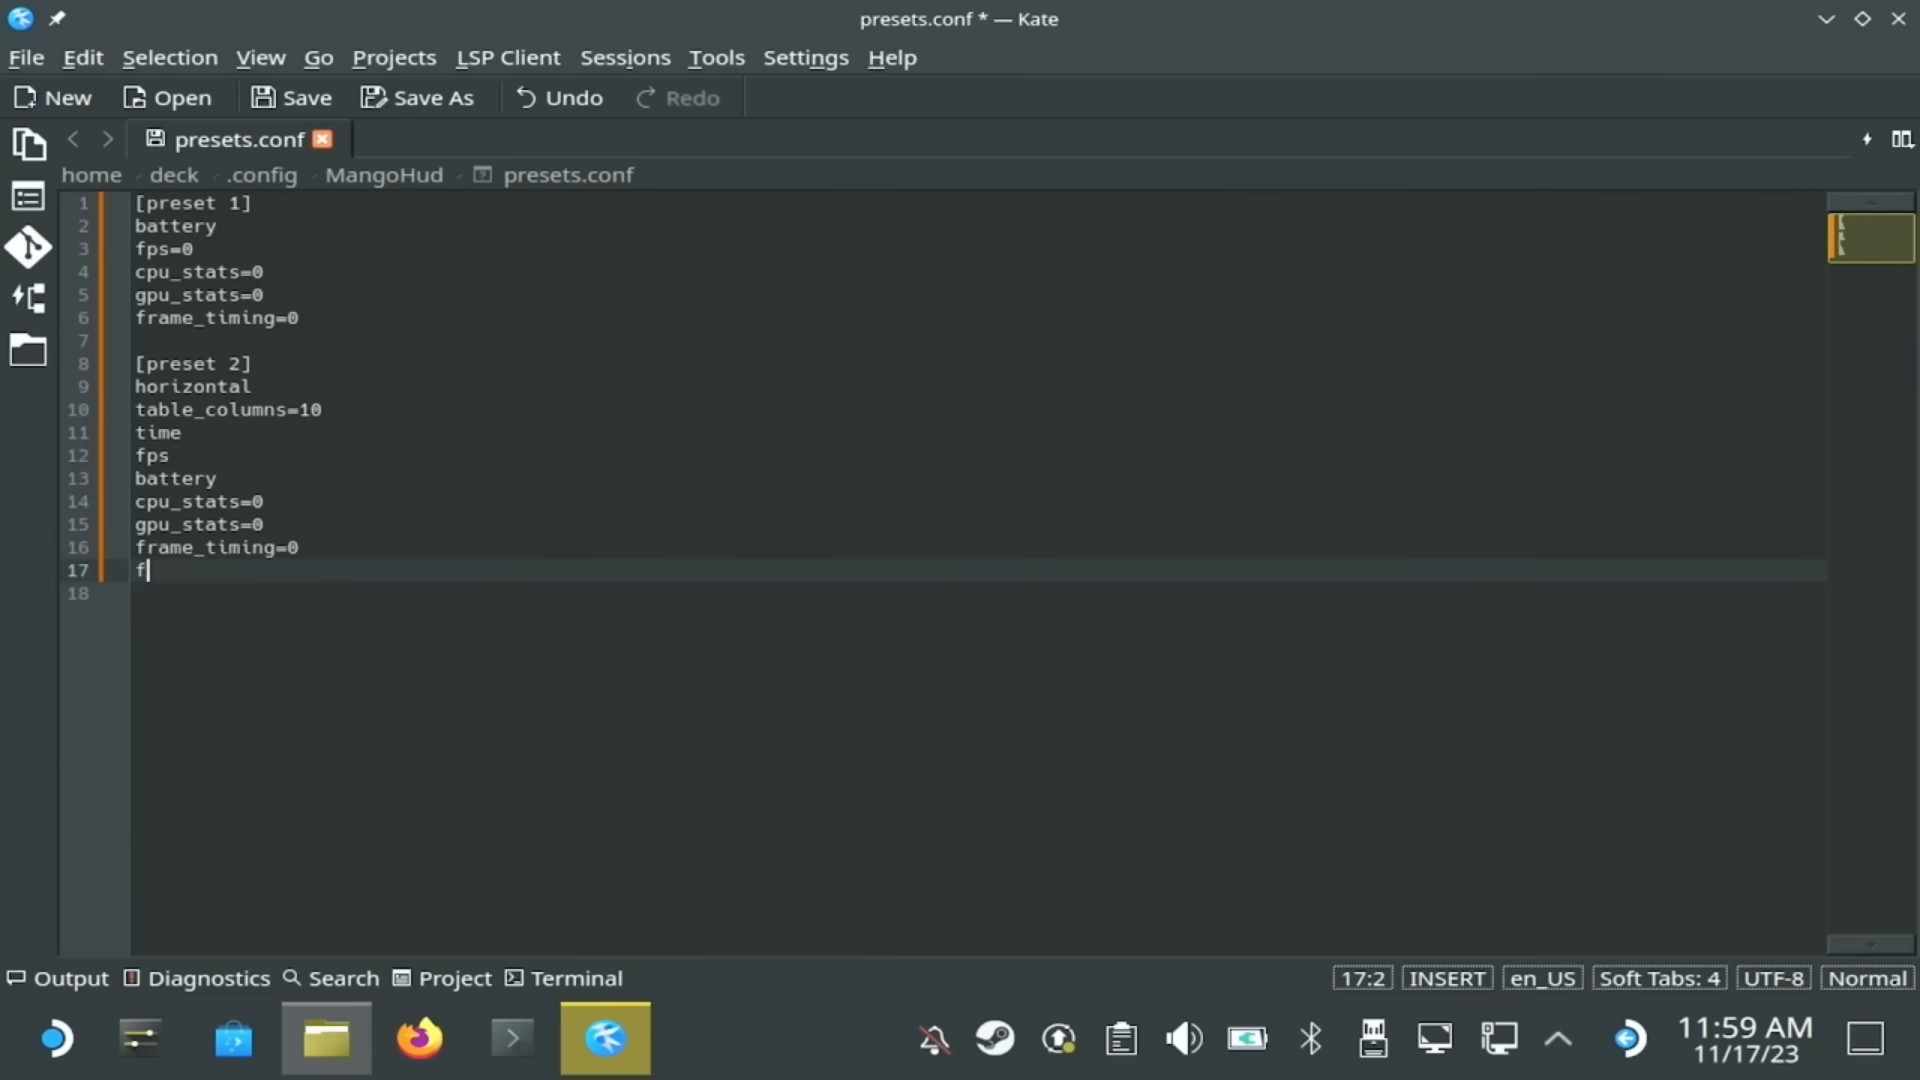 presets.conf * — Kate
File Edit Selection View Go Projects LSP Client Sessions Tools Settings Help
New Open Save Save As Undo Redo
presets.conf
home deck .config MangoHud presets.conf
1 [preset 1]
2 battery
3 fps=0
4 cpu_stats=0
5 gpu_stats=0
6 frame_timing=0
7
8 [preset 2]
9 horizontal
10 table_columns=10
11 time
12 fps
13 battery
14 cpu_stats=0
15 gpu_stats=0
16 frame_timing=0
17 f
18
Output Diagnostics Search Project Terminal 17:2 INSERT en_US Soft Tabs: 4 UTF-8 Normal
11:59 AM
11/17/23